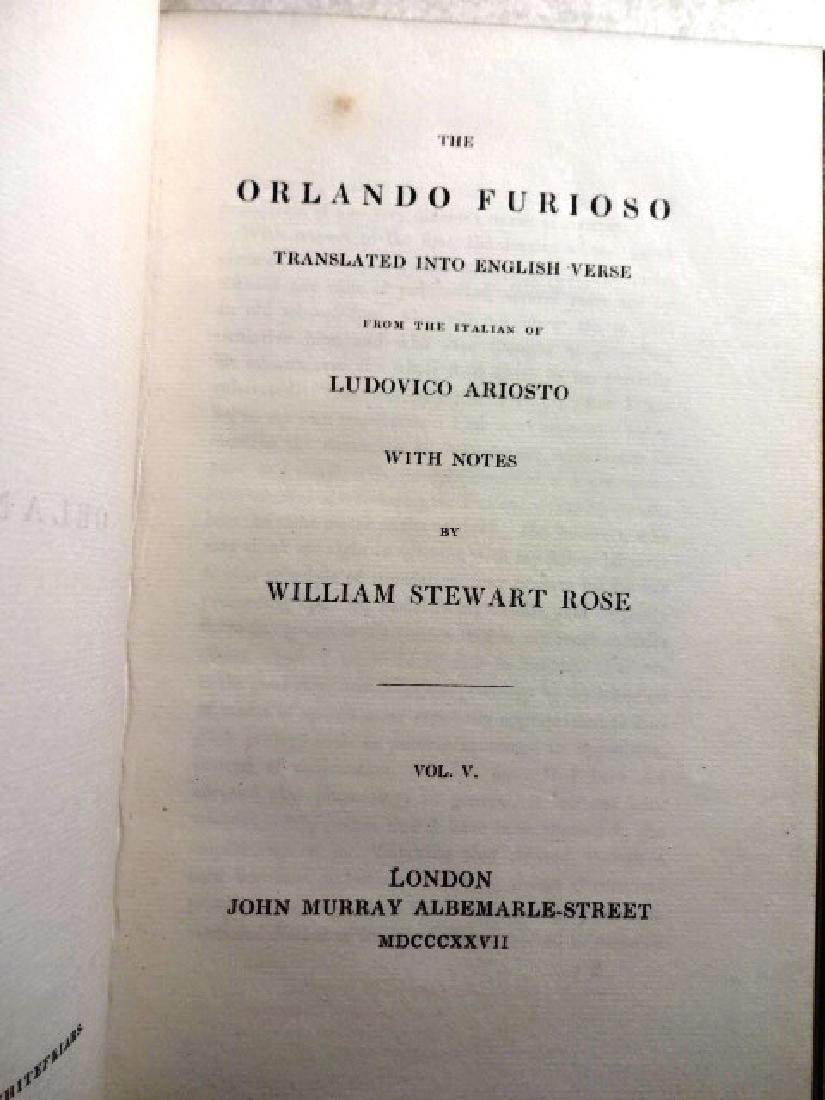 THE
ORLANDO FURIOSO
TRANSLATED INTO ENGLISH VERSE
FROM THE ITALIAN OF
LUDOVICO ARIOSTO
WITH NOTES
BY
WILLIAM STEWART ROSE
VOL. V.
LONDON
JOHN MURRAY ALBEMARLE-STREET
MDCCCXXVII